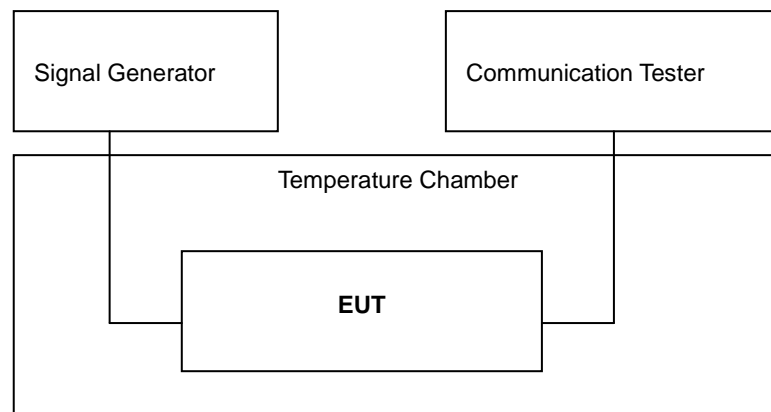 Signal Generator
Communication Tester
Temperature Chamber
EUT